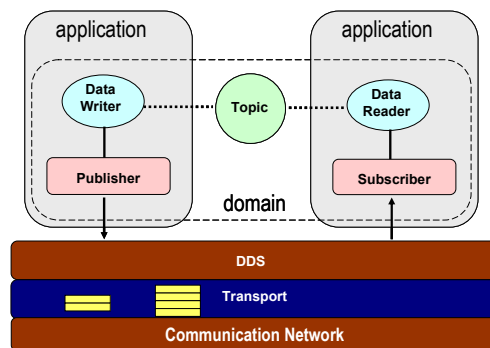 application
application
Data
Writer
Topic
Data
Reader
Publisher
Subscriber
domain
DDS
Transport
Communication Network